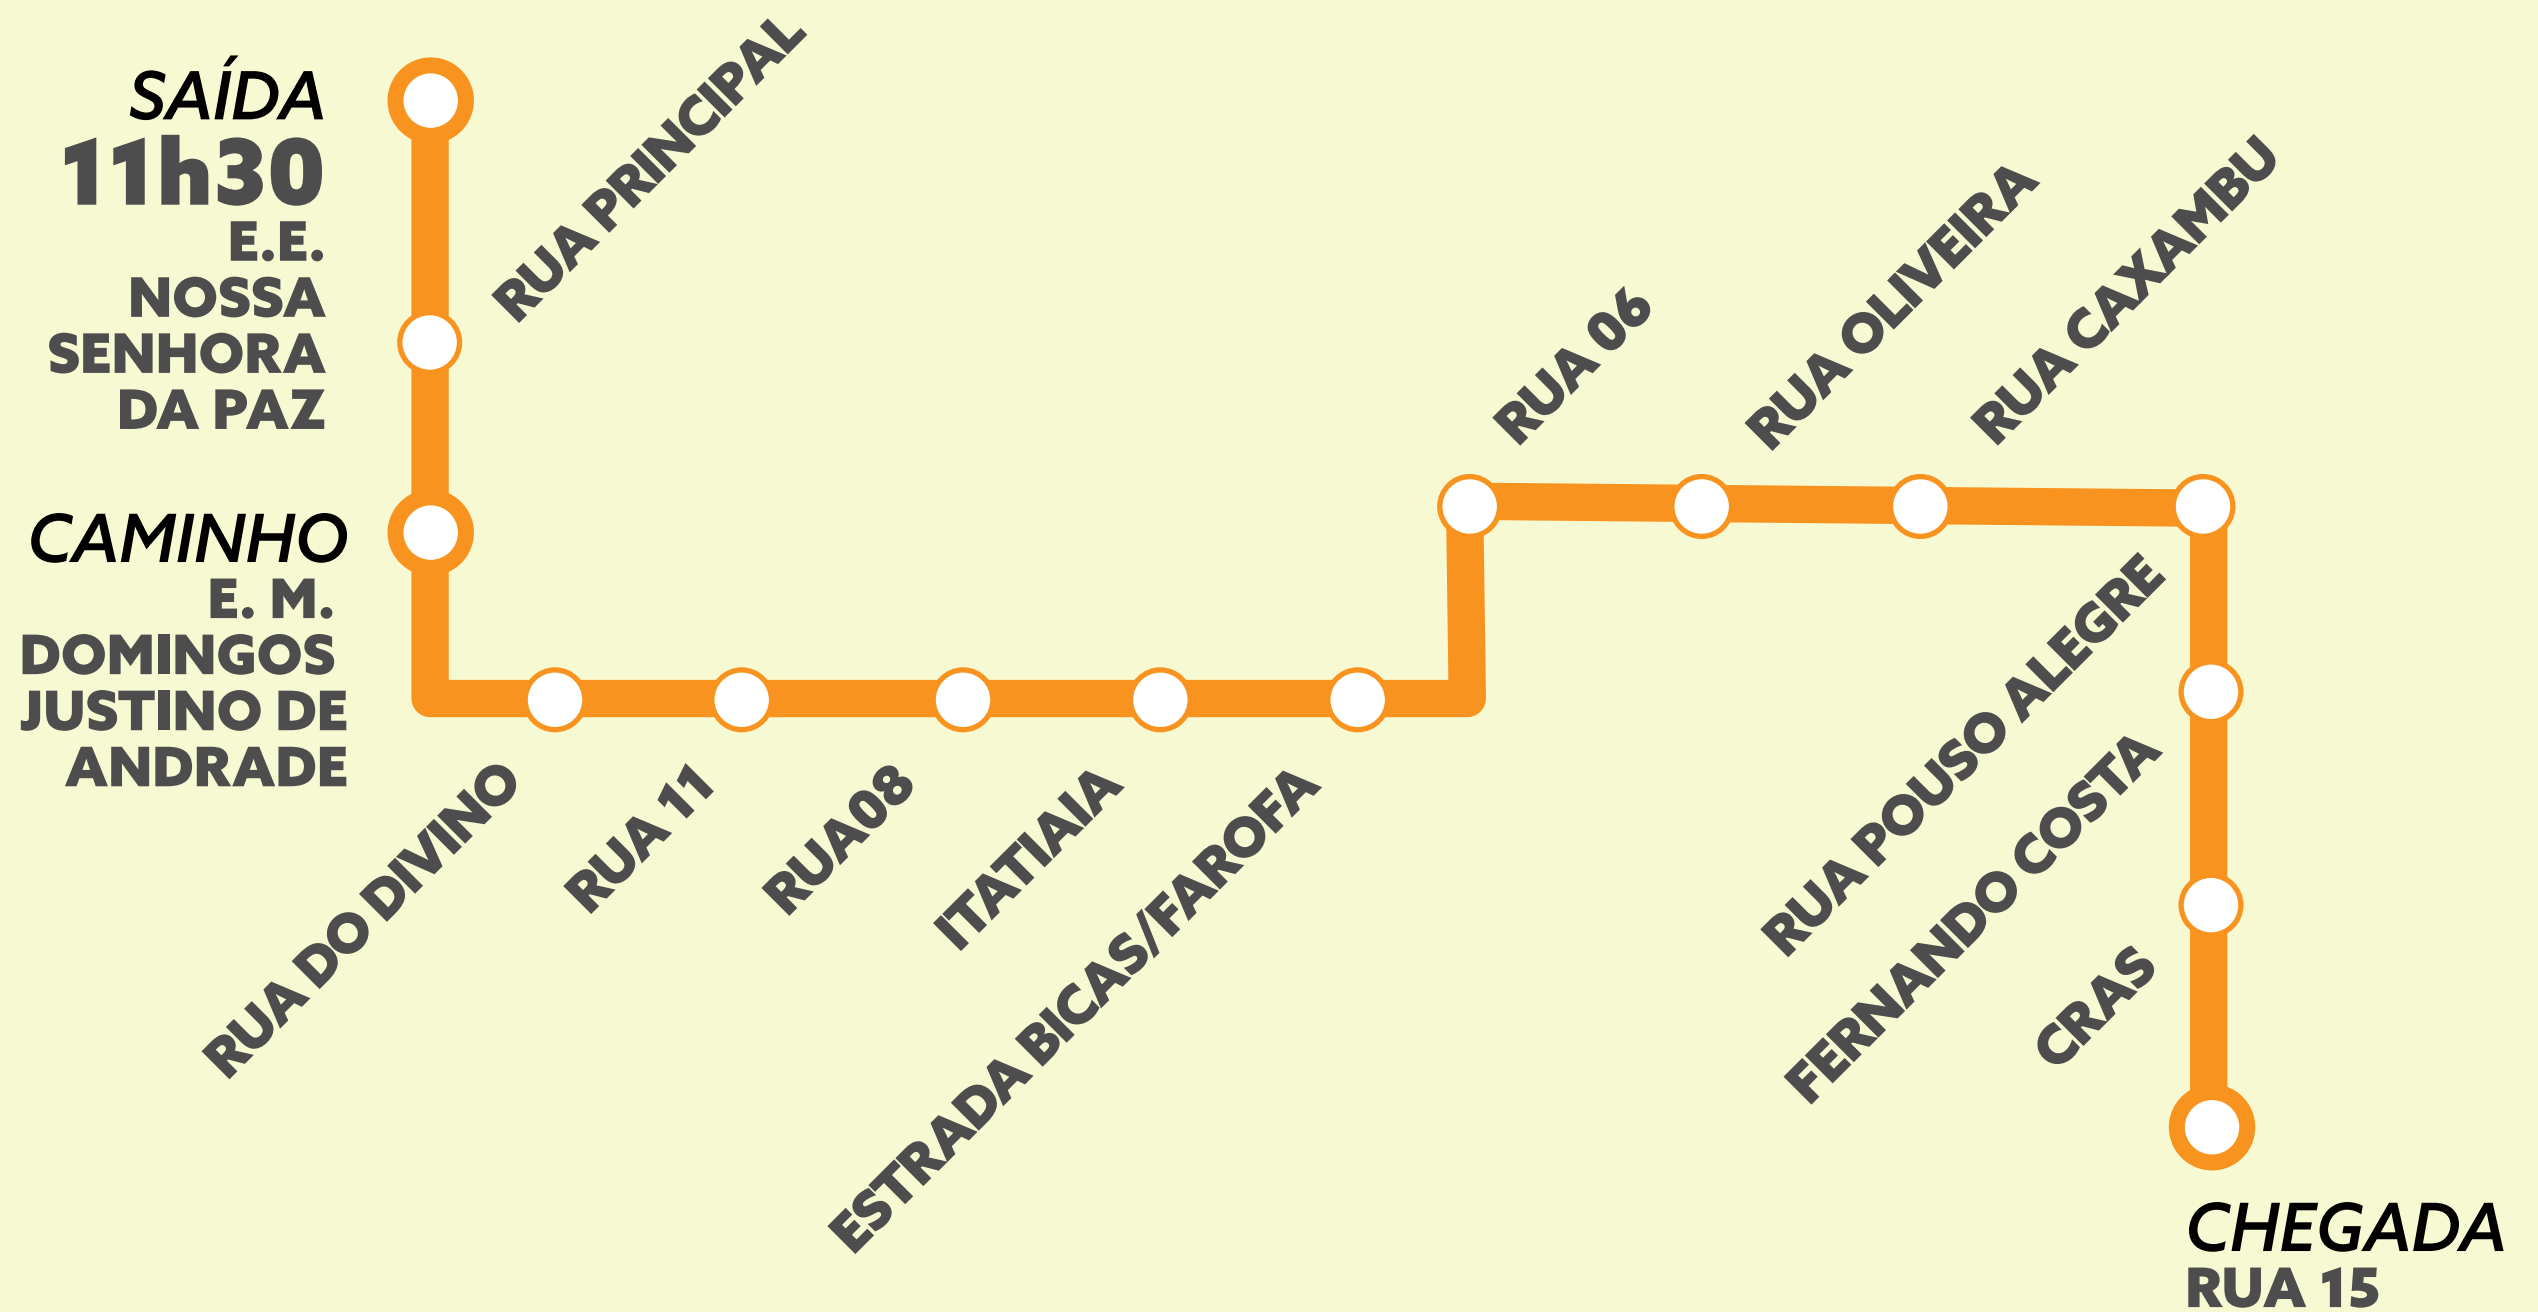 SAÍDA
11h30
E.E.
NOSSA
SENHORA
DA PAZ
RUA PRINCIPAL
CAMINHO
E. M.
DOMINGOS
JUSTINO DE
ANDRADE
RUA DO DIVINO
RUA 11
RUA08
ITATIAIA
ESTRADA BICAS/FAROFA
RUA 06
RUA OLIVEIRA
RUA CAXAMBU
RUA POUSO ALEGRE
FERNANDO COSTA
CRAS
CHEGADA
RUA 15